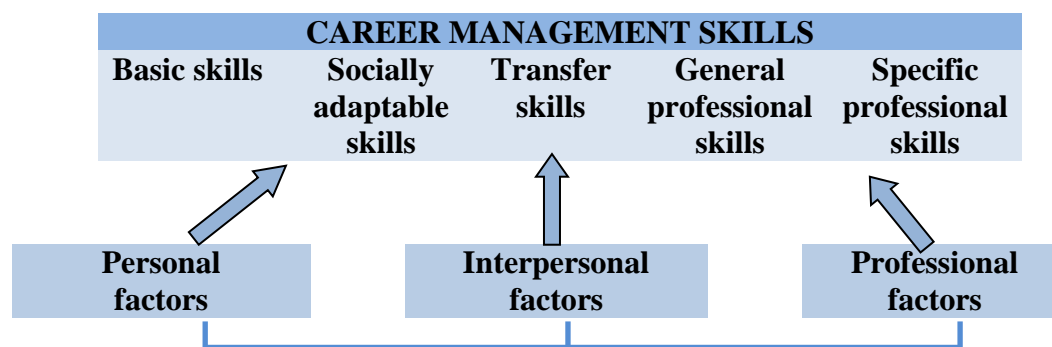 CAREER MANAGEMENT SKILLS
Basic skills
Socially
adaptable
skills
Transfer
skills
General
professional
skills
Specific
professional
skills
Personal
factors
Interpersonal
factors
Professional
factors